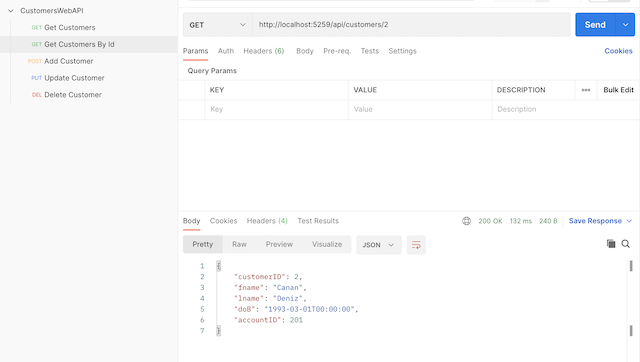 CustomersWebAPI
GET Get Customers
GET Get Customers By Id
POST Add Customer
PUT Update Customer
DEL Delete Customer
GET http://localhost:5259/api/customers/2 Send
Params Auth Headers (6) Body Pre-req. Tests Settings Cookies
Query Params
KEY VALUE DESCRIPTION ••• Bulk Edit
Key Value Description
Body Cookies Headers (4) Test Results 200 OK 132 ms 240 B Save Response
Pretty Raw Preview Visualize JSON
1 {
2 "customerID": 2,
3 "fname": "Canan",
4 "lname": "Deniz",
5 "doB": "1993-03-01T00:00:00",
6 "accountID": 201
7 }